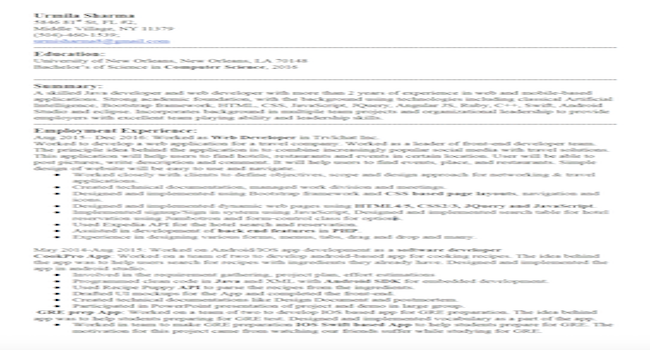 Urmila Sharma
5846 81st St, FL #2,
Middle Village, NY 11379
(504)-460-1539,
Education:
University of New Orleans, New Orleans, LA 70148
Bachelor's of Science in Computer Science, 2016
Summary:
A skilled Java developer and web developer with more than 2 years of experience in web and mobile-based
applications. Strong academic foundation, with the background using technologies including classical Artificial
Intelligence, Bootstrap framework, HTML, CSS, JavaScript, JQuery, Angular JS, Ruby, C++, Swift, Android
Studio and eclipse. Incorporates background in multiple team projects and organizational leadership to provide
employers with excellent team playing ability and leadership skills.
Employment Experience:
Aug 2015- Dec 2016: Worked as Web Developer in Trvlchat Inc.
Worked to develop a web application for a travel company. Worked as a leader of front-end developer team.
The principle idea behind the application is to combine increasingly popular social media with travel solutions.
This application will help users to find hotels, restaurants and events in certain location. User will be able to
post pictures, write description and comment. It will help users to find events, place, and restaurants. Simple
design of website will be easy to use and navigate.
• Worked closely with clients to define objectives, scope and design approach for networking & travel
applications.
• Created technical documentation, managed work division and meetings.
• Designed and implemented using Bootstrap framework and CSS based page layouts, navigation and
icons.
• Designed and implemented dynamic web pages using HTML4/5, CSS2/3, JQuery and JavaScript.
• Implemented signup/Sign in system using JavaScript, Designed and implemented search table for hotel
reservation using Jumbotron and form-control class for options.
• Used Expedia API for the hotel search and reservation.
• Assisted in development of back end features in PHP.
• Experience in designing various forms, menus, tabs, drag and drop and many
May 2014-Aug 2015: Worked on Android/IOS app development as a software developer
CookPro App: Worked on a team of two to develop android-based app for cooking recipes. The idea behind
the app was to help users search for recipes with ingredients they already have. Designed and implemented the
app in android studio.
• Involved in the requirement gathering, project plan, effort estimations
• Programmed clean code in Java and XML with Android SDK for embedded development.
• Used Recipe Puppy API to parse the recipes from the ingredients.
• Drafted UI mockups for the App and completed the front-end.
• Created technical documentations like Design Document and postmortem.
• Participated in PowerPoint presentation of project and demo in large group.
GRE prep App: Worked on a team of two to develop IOS based app for GRE preparation. The idea behind
app was to help students preparing for GRE test. Designed and implemented vocabulary as a part of the app.
• Worked in team to make GRE preparation IOS Swift based App to help students prepare for GRE. The
motivation for this project came from watching our friends suffer while studying for GRE.